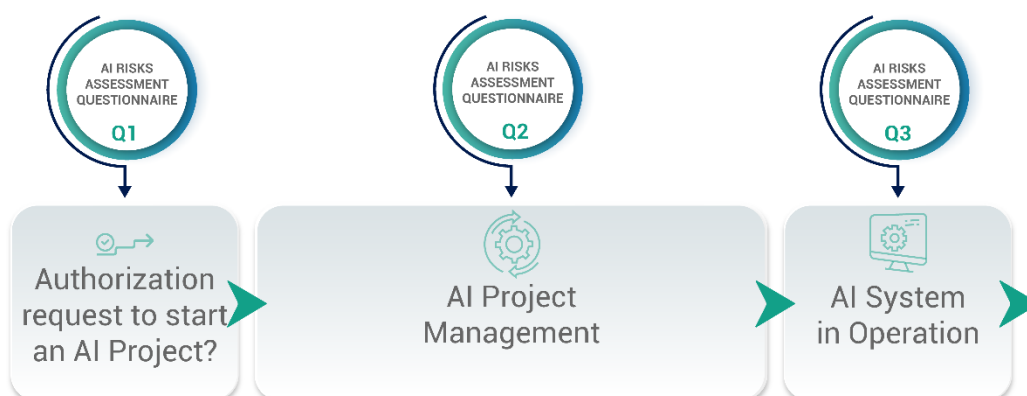 AI RISKS
ASSESSMENT
QUESTIONNAIRE
Q1
AI RISKS
ASSESSMENT
QUESTIONNAIRE
Q2
AI RISKS
ASSESSMENT
QUESTIONNAIRE
Q3
Authorization
request to start
an AI Project?
AI Project
Management
AI System
in Operation